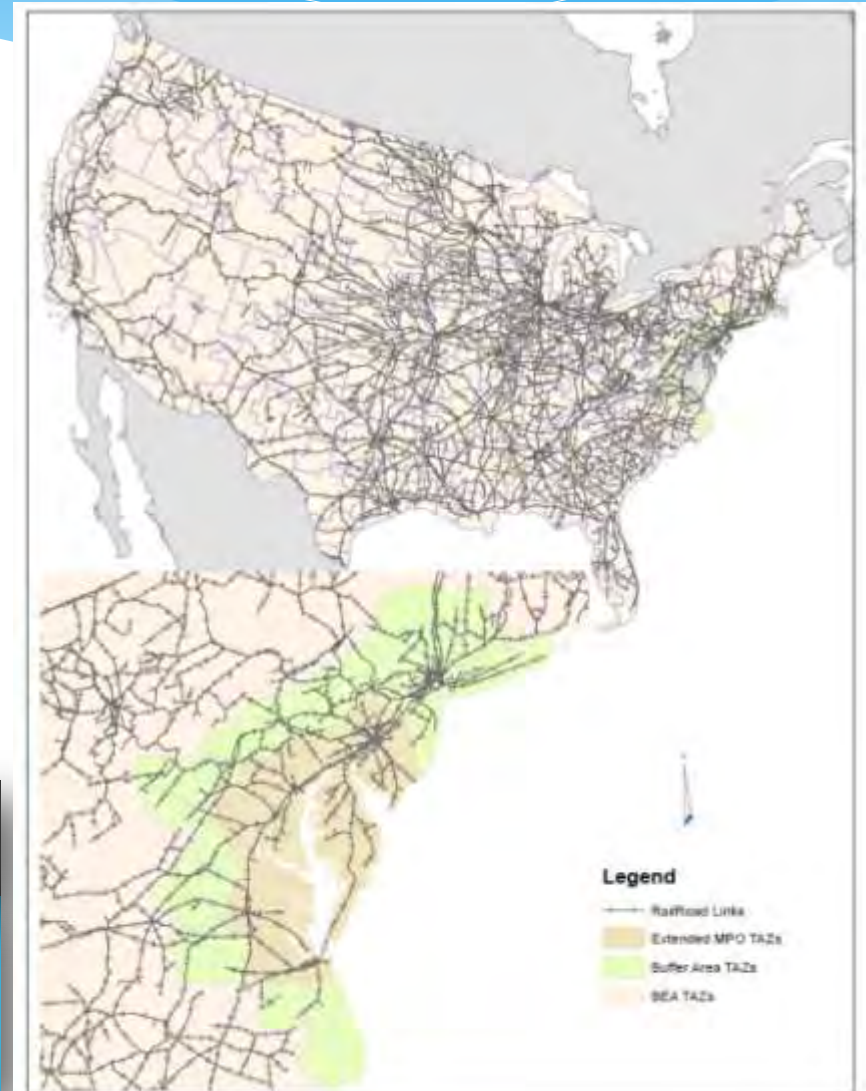 Legend
RailRoad Links
Extended MPO TAZs
Buffer Area TAZs
BEA TAZs